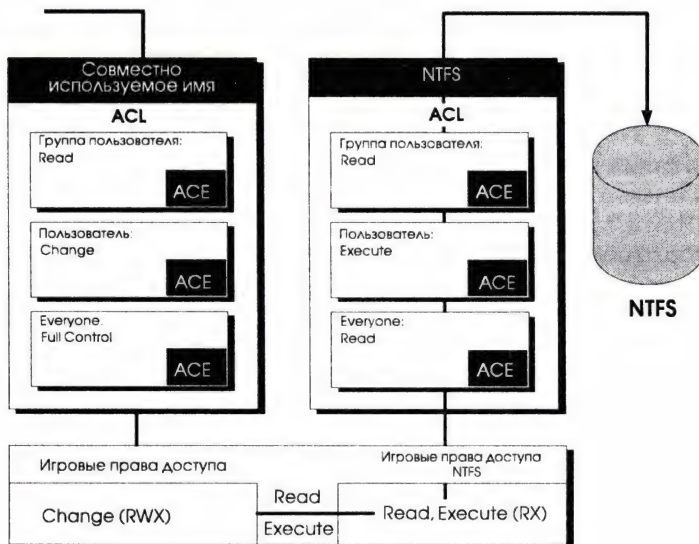 Совместно
используемое имя
ACL
Группа пользователя:
Read
ACE
Пользователь:
Change
ACE
Everyone.
Full Control
ACE
NTFS
ACL
Группа пользователя:
Read
ACE
Пользователь:
Execute
ACE
Everyone:
Read
ACE
NTFS
Игровые права доступа
Игровые права доступа
NTFS
Change (RWX)
Read
Execute
Read, Execute (RX)